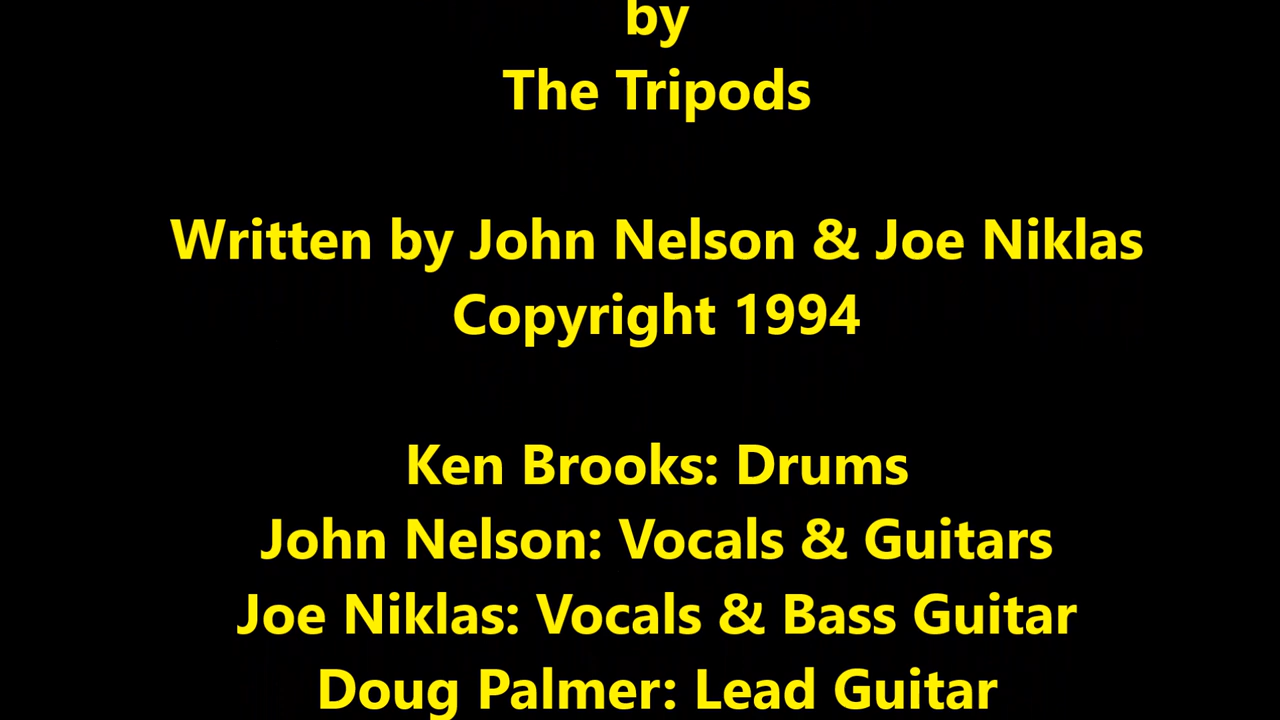 by
The Tripods
Written by John Nelson & Joe Niklas
Copyright 1994
Ken Brooks: Drums
John Nelson: Vocals & Guitars
Joe Niklas: Vocals & Bass Guitar
Doug Palmer: Lead Guitar